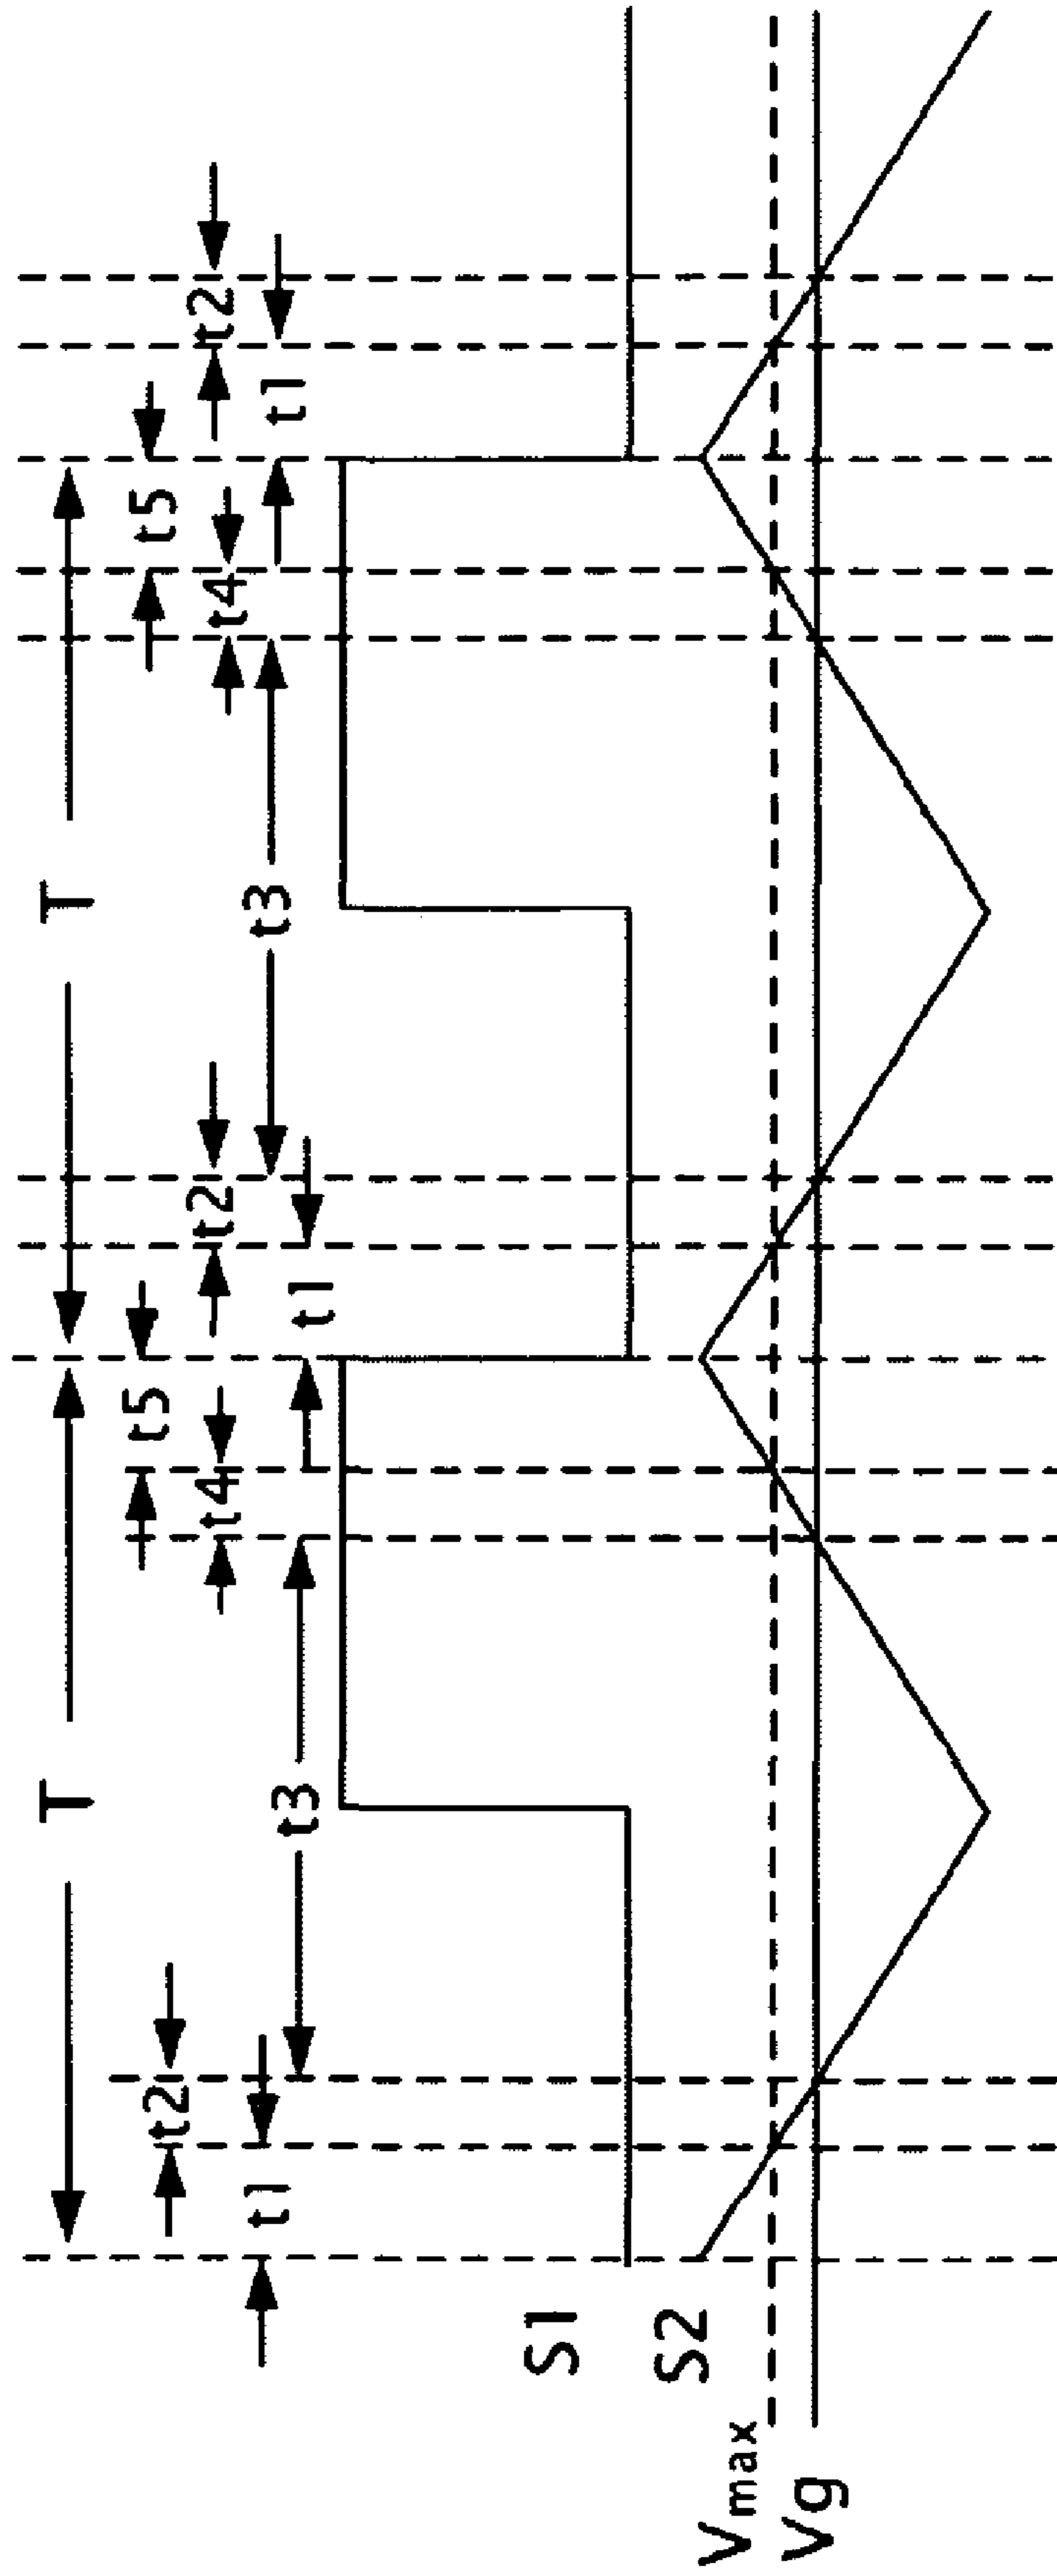 T T
t2 t5 t2 t5 t2
t4 t4
t1 t3 t1 t3 t1
S1
S2
Vmax
Vg